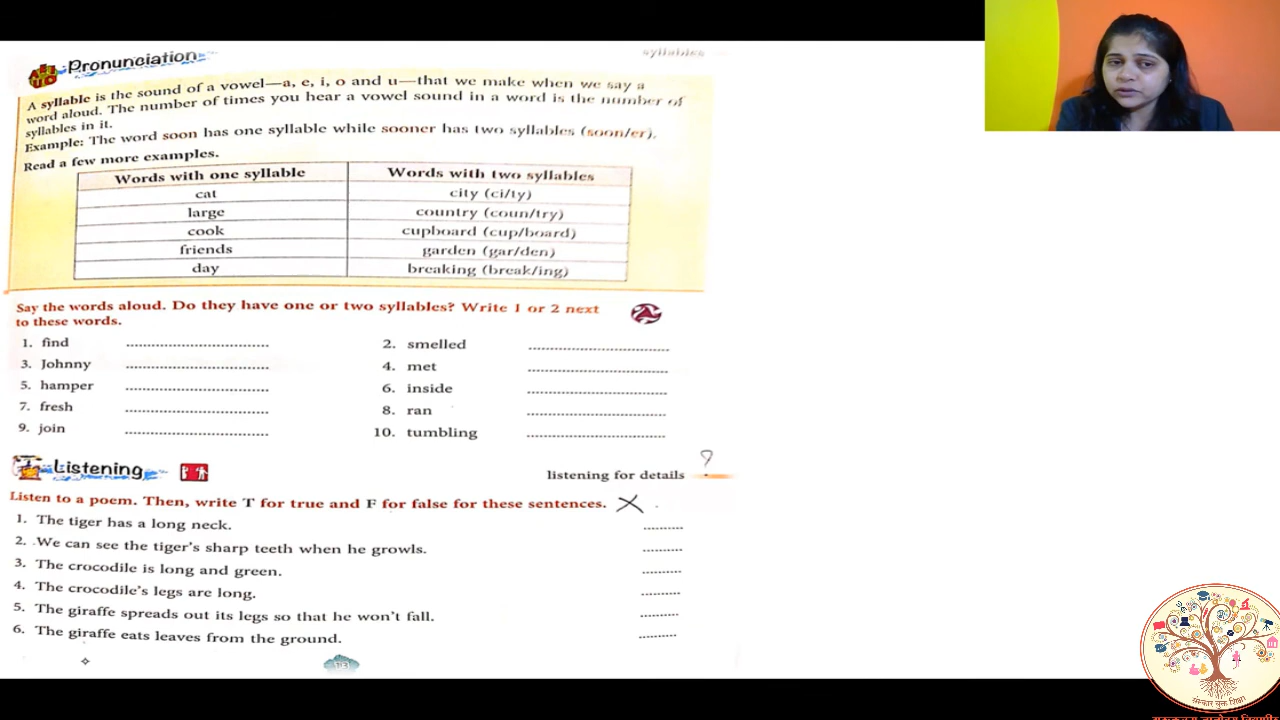 Pronunciation
syllables
A syllable is the sound of a vowel—a, e, i, o and u—that we make when we say a
word aloud. The number of times you hear a vowel sound in a word is the number of
syllables in it.
Example: The word soon has one syllable while sooner has two syllables (soon/er).
Read a few more examples.
Words with one syllable Words with two syllables
cat city (ci/ty)
large country (coun/try)
cook cupboard (cup/board)
friends garden (gar/den)
day breaking (break/ing)
Say the words aloud. Do they have one or two syllables? Write 1 or 2 next
to these words.
1. find ........ 2. smelled ........
3. Johnny ........ 4. met ........
5. hamper ........ 6. inside ........
7. fresh ........ 8. ran ........
9. join ........ 10. tumbling ........
Listening
listening for details
Listen to a poem. Then, write T for true and F for false for these sentences.
1. The tiger has a long neck. ........
2. We can see the tiger's sharp teeth when he growls. ........
3. The crocodile is long and green. ........
4. The crocodile's legs are long. ........
5. The giraffe spreads out its legs so that he won't fall. ........
6. The giraffe eats leaves from the ground. ........